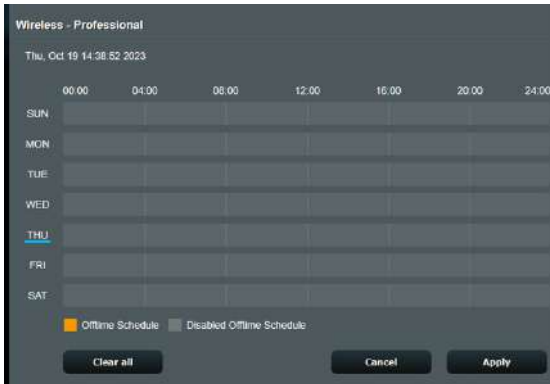 Wireless - Professional
Thu, Oct 19 14:38:52 2023
00:00 04:00 08:00 12:00 16:00 20:00 24:00
SUN
MON
TUE
WED
THU
FRI
SAT
Offtime Schedule Disabled Offtime Schedule
Clear all Cancel Apply